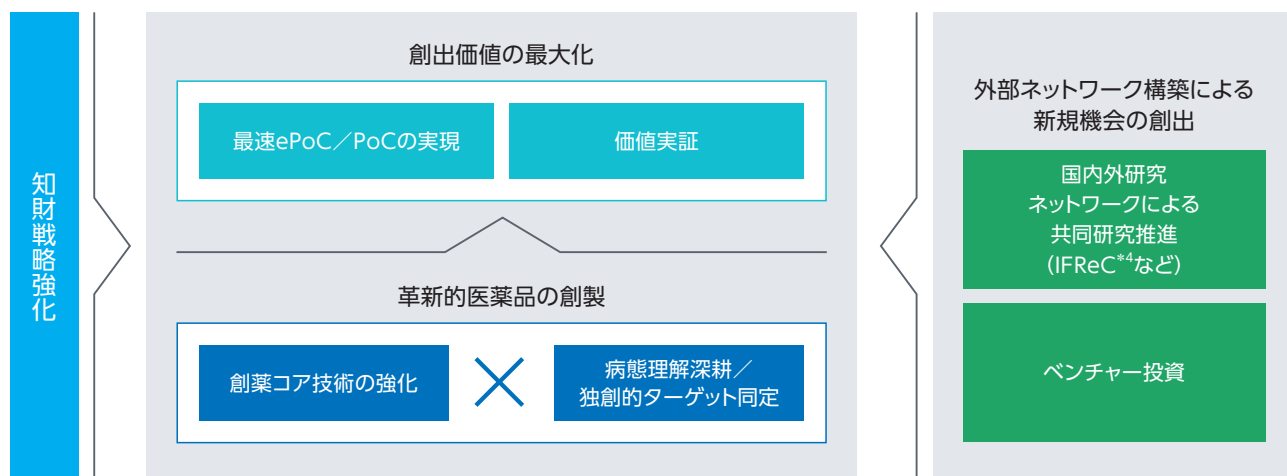 知財戦略強化
創出価値の最大化
最速ePoC／PoCの実現
価値実証
革新的医薬品の創製
創薬コア技術の強化
病態理解深耕／
独創的ターゲット同定
外部ネットワーク構築による
新規機会の創出
国内外研究
ネットワークによる
共同研究推進
（IFReC*4など）
ベンチャー投資